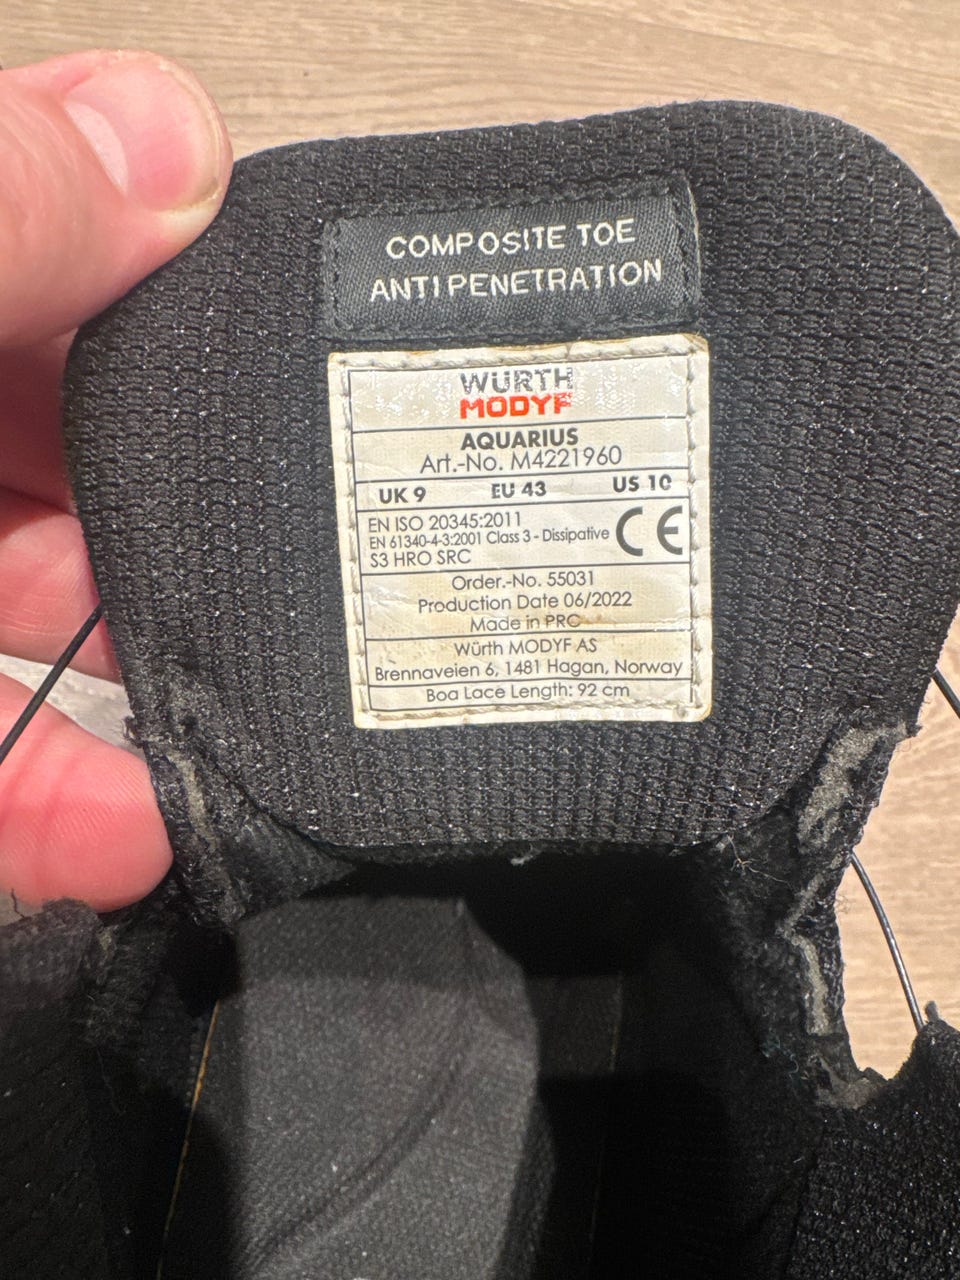 COMPOSITE TOE
ANTIPENETRATION
WÜRTH
MODYF
AQUARIUS
Art.-No. M4221960
UK 9 EU 43 US 10
EN ISO 20345:2011
EN 61340-4-3:2001 Class 3 - Dissipative
S3 HRO SRC
CE
Order.-No. 55031
Production Date 06/2022
Made in PRC
Würth MODYF AS
Brennaveien 6, 1481 Hagan, Norway
Boa Lace Length: 92 cm